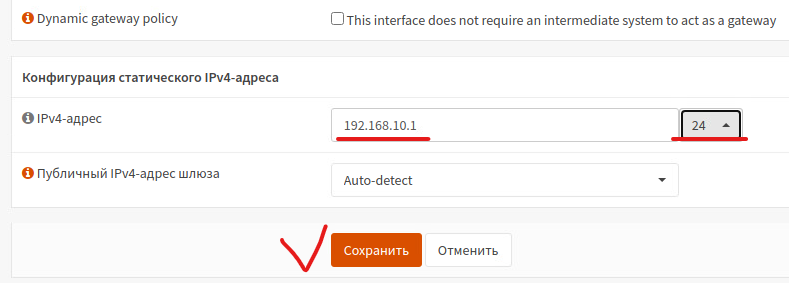 Dynamic gateway policy
This interface does not require an intermediate system to act as a gateway
Конфигурация статического IPv4-адреса
IPv4-адрес
192.168.10.1
24
Публичный IPv4-адрес шлюза
Auto-detect
Сохранить
Отменить